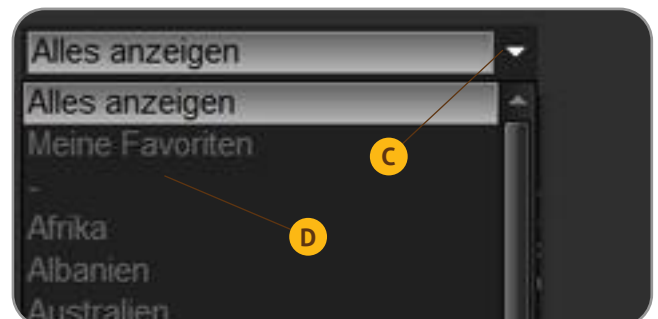 Alles anzeigen
Alles anzeigen
Meine Favoriten
C
-
Afrika
D
Albanien
Australien